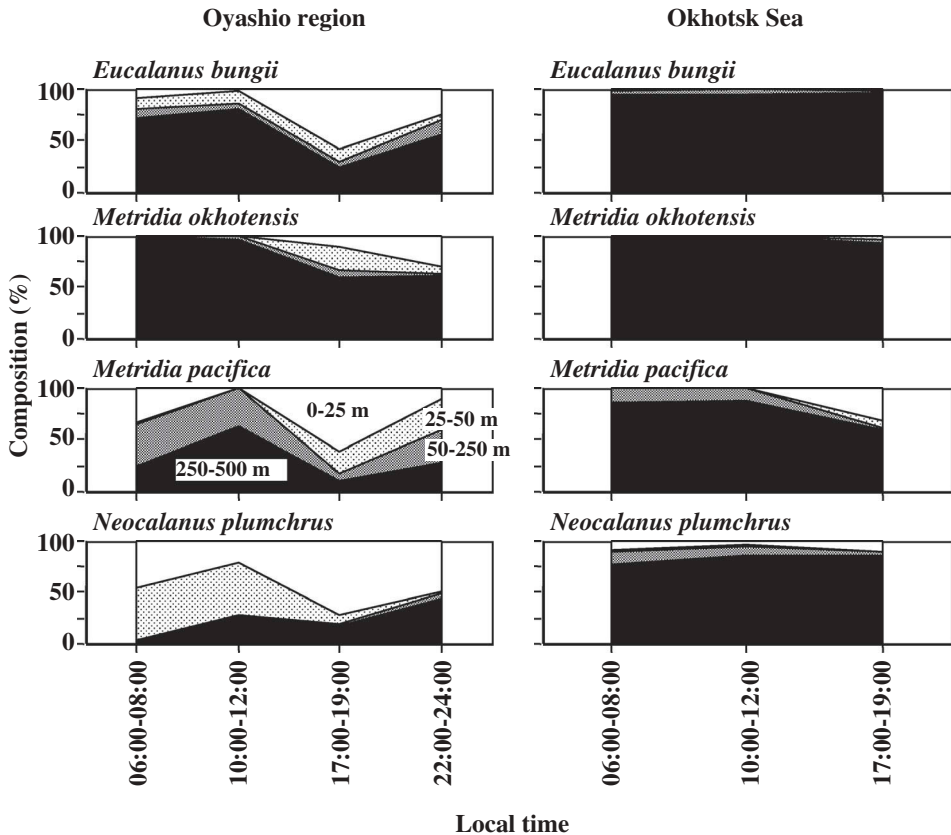 Oyashio region
Okhotsk Sea
Eucalanus bungii
Eucalanus bungii
100
50
0
Metridia okhotensis
Metridia okhotensis
100
50
0
Metridia pacifica
Metridia pacifica
100
50
0
0-25 m
25-50 m
50-250 m
250-500 m
Neocalanus plumchrus
Neocalanus plumchrus
100
50
0
Composition (%)
06:00-08:00
10:00-12:00
17:00-19:00
22:00-24:00
06:00-08:00
10:00-12:00
17:00-19:00
Local time